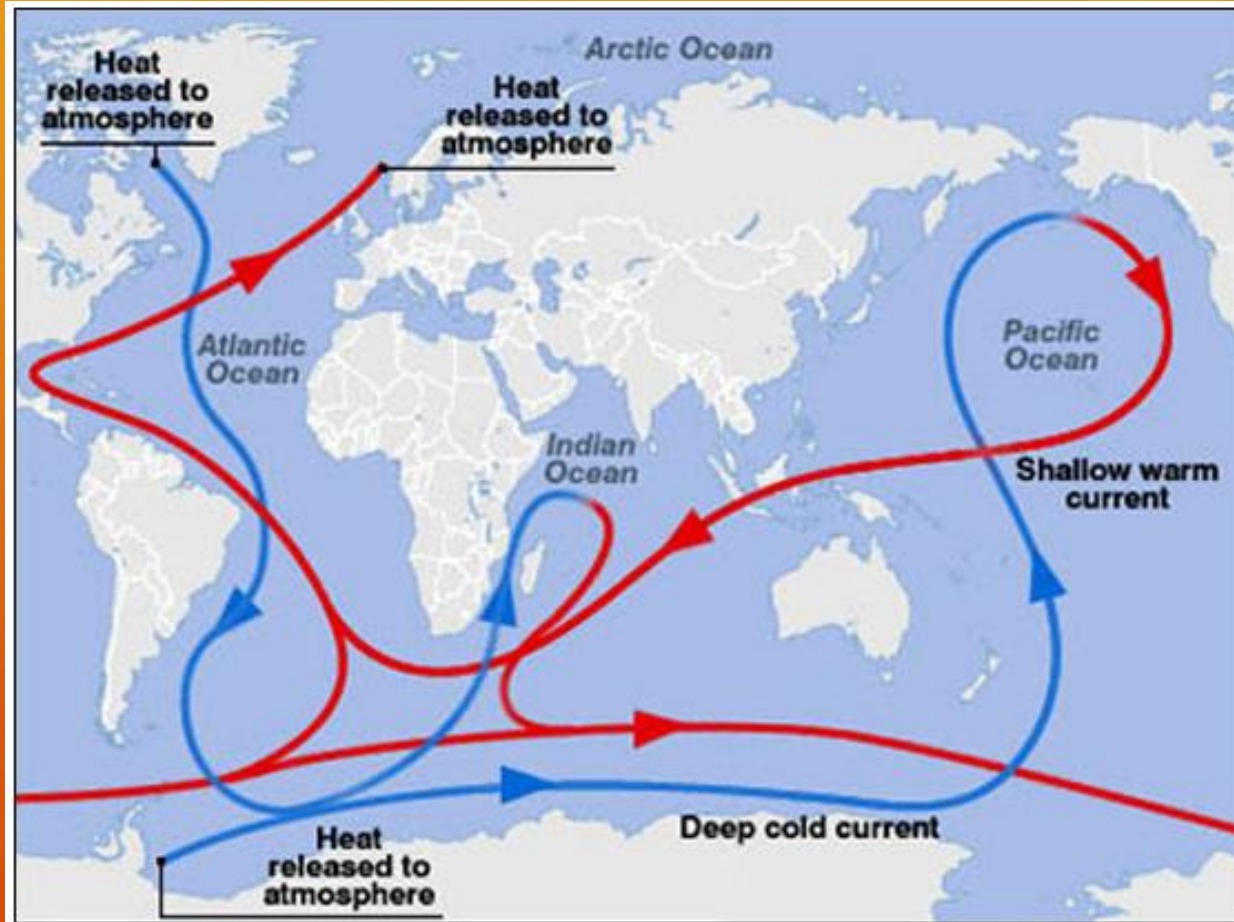 Arctic Ocean
Heat
released to
atmosphere
Heat
released to
atmosphere
Atlantic
Ocean
Pacific
Ocean
Indian
Ocean
Shallow warm
current
Deep cold current
Heat
released to
atmosphere